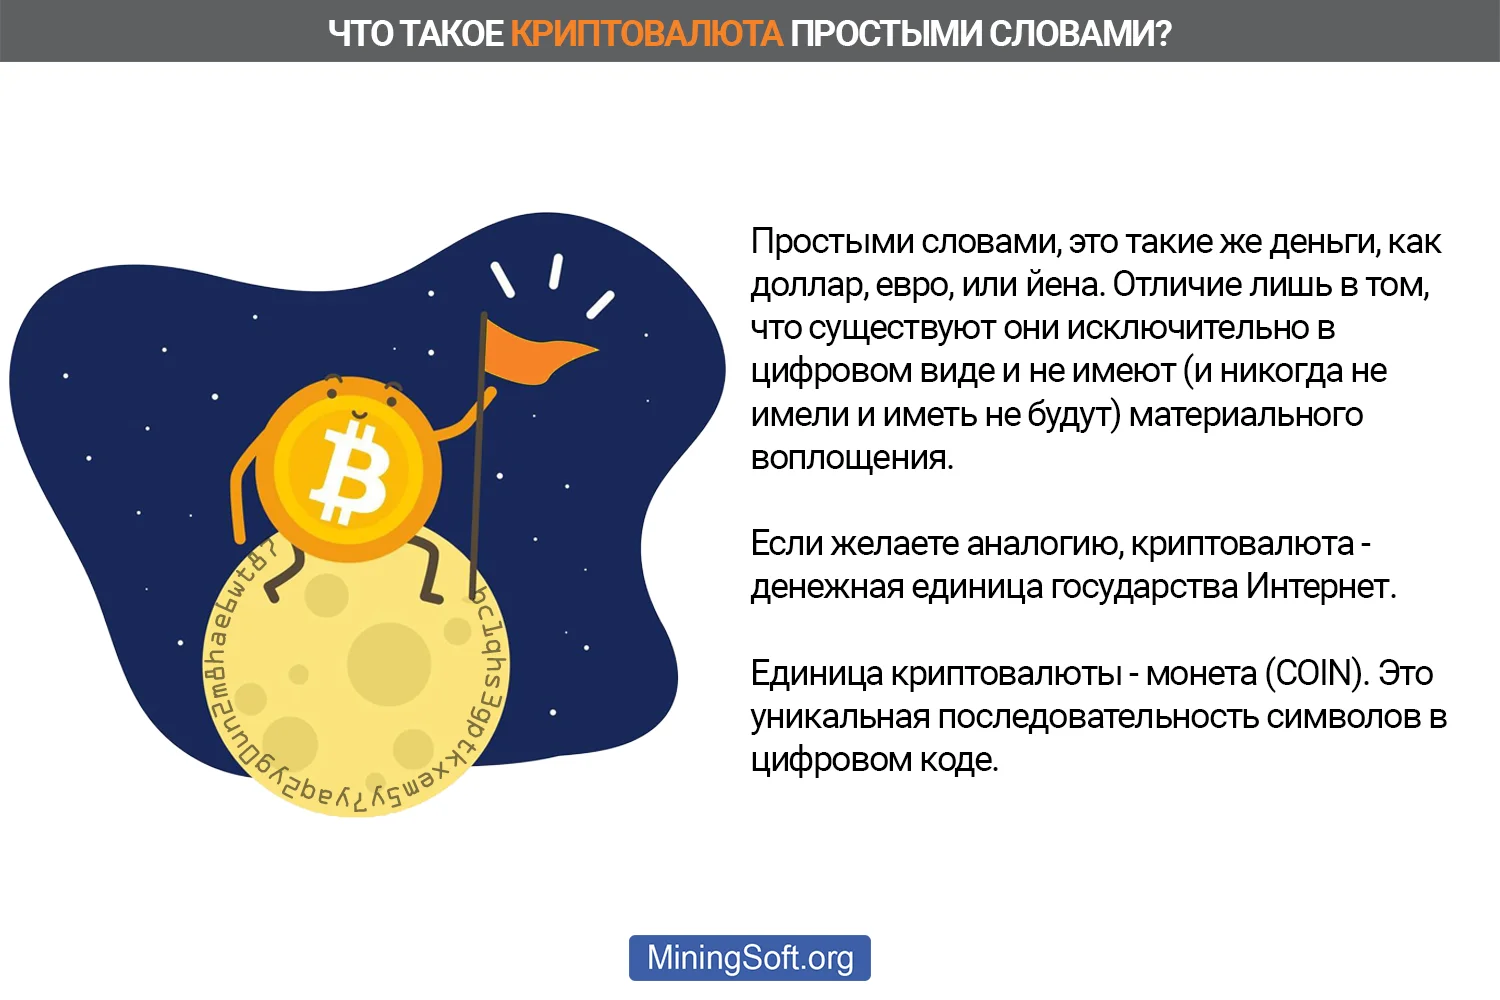 ЧТО ТАКОЕ КРИПТОВАЛЮТА ПРОСТЫМИ СЛОВАМИ?
Простыми словами, это такие же деньги, как
доллар, евро, или йена. Отличие лишь в том,
что существуют они исключительно в
цифровом виде и не имеют (и никогда не
имели и иметь не будут) материального
воплощения.
Если желаете аналогию, криптовалюта -
денежная единица государства Интернет.
Единица криптовалюты - монета (COIN). Это
уникальная последовательность символов в
цифровом коде.
bc1qhs3gptkxem5y7yaq2yg0un2m8hae6wt87
MiningSoft.org